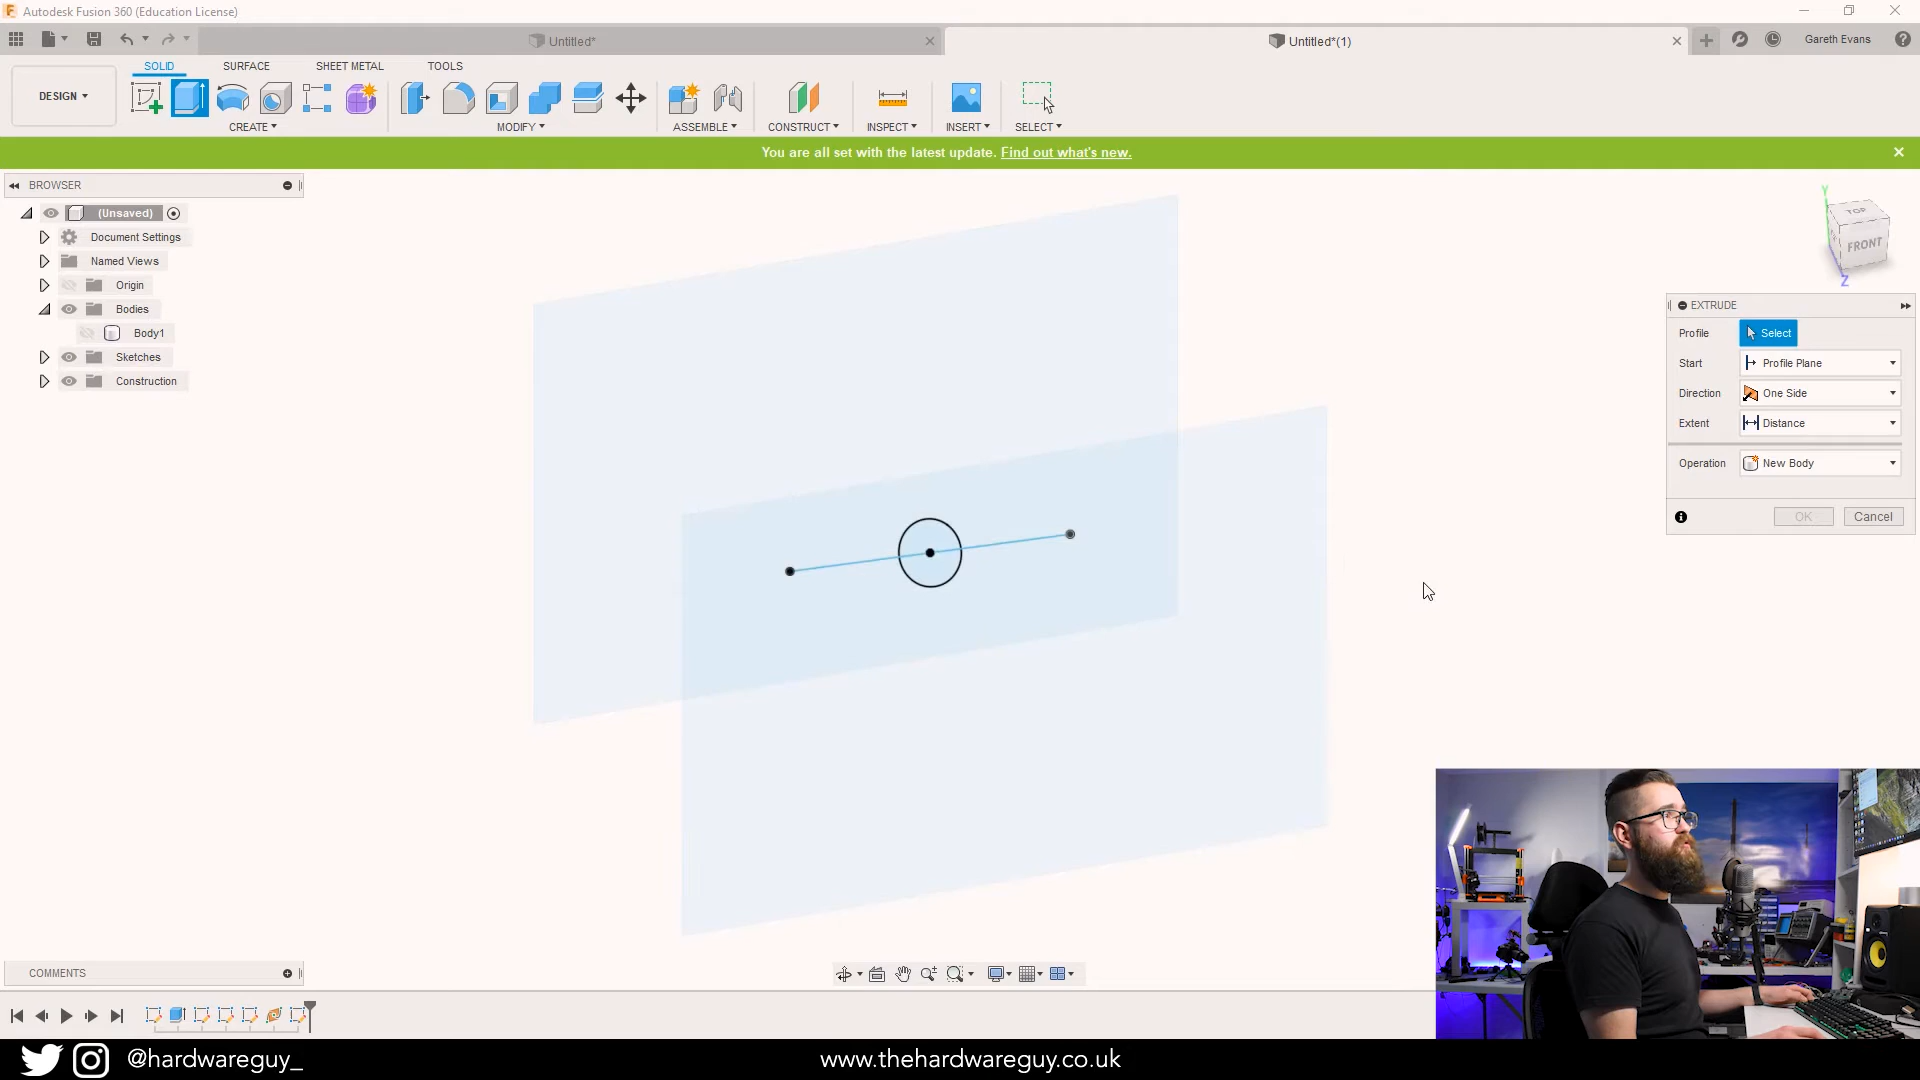 Autodesk Fusion 360 (Education License)
Untitled*
Untitled*(1)
Gareth Evans
DESIGN
SOLID
SURFACE
SHEET METAL
TOOLS
CREATE
MODIFY
ASSEMBLE
CONSTRUCT
INSPECT
INSERT
SELECT
You are all set with the latest update. Find out what's new.
BROWSER
(Unsaved)
Document Settings
Named Views
Origin
Bodies
Body1
Sketches
Construction
Y
TOP
FRONT
Z
EXTRUDE
Profile Select
Start Profile Plane
Direction One Side
Extent Distance
Operation New Body
OK Cancel
COMMENTS
@hardwareguy_
www.thehardwareguy.co.uk